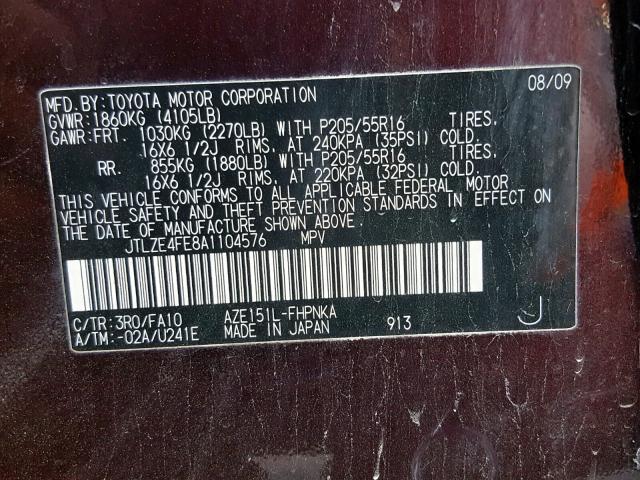 MFD.BY:TOYOTA MOTOR CORPORATION 08/09
GVWR:1860KG (4105LB)
GAWR:FRT 1030KG (2270LB) WITH P205/55R16 TIRES,
16X6 1/2J RIMS, AT 240KPA (35PSI) COLD.
RR. 855KG (1880LB) WITH P205/55R16 TIRES,
16X6 1/2J RIMS, AT 220KPA (32PSI) COLD.
THIS VEHICLE CONFORMS TO ALL APPLICABLE FEDERAL MOTOR
VEHICLE SAFETY AND THEFT PREVENTION STANDARDS IN EFFECT ON
THE DATE OF MANUFACTURE SHOWN ABOVE.
JTLZE4FE8A1104576 MPV
C/TR:3R0/FA10 AZE151L-FHPNKA
A/TM:-02A/U241E MADE IN JAPAN 913 J